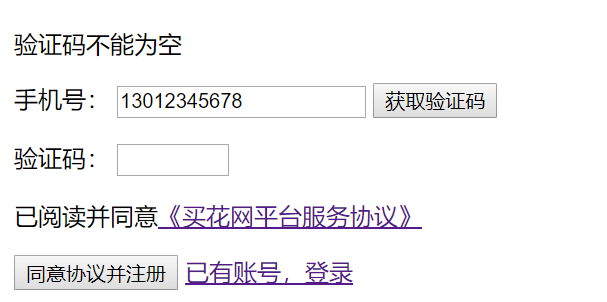 验证码不能为空
手机号： 13012345678 获取验证码
验证码：
已阅读并同意《买花网平台服务协议》
同意协议并注册 已有账号，登录